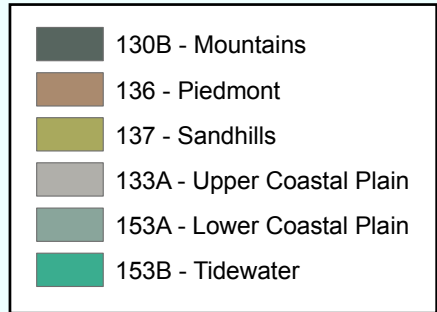 130B - Mountains
136 - Piedmont
137 - Sandhills
133A - Upper Coastal Plain
153A - Lower Coastal Plain
153B - Tidewater